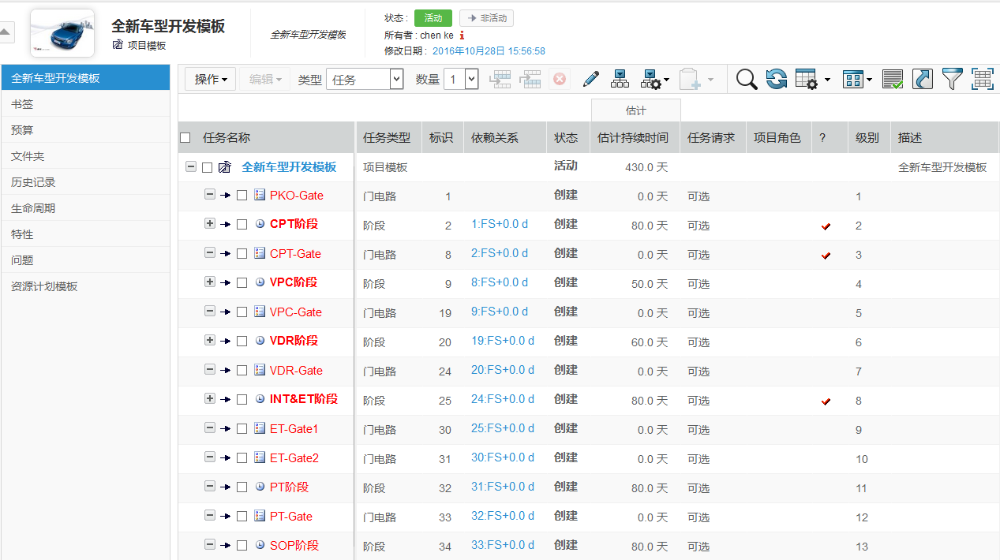 全新车型开发模板
项目模板
全新车型开发模板
状态 : 活动 非活动
所有者 : chen ke
修改日期 : 2016年10月28日 15:56:58
全新车型开发模板
书签
预算
文件夹
历史记录
生命周期
特性
问题
资源计划模板
操作 编辑 类型 任务 数量 1
估计
任务名称 任务类型 标识 依赖关系 状态 估计持续时间 任务请求 项目角色 ? 级别 描述
全新车型开发模板 项目模板 活动 430.0 天 全新车型开发模板
PKO-Gate 门电路 1 创建 0.0 天 可选 1
CPT阶段 阶段 2 1:FS+0.0 d 创建 80.0 天 可选 2
CPT-Gate 门电路 8 2:FS+0.0 d 创建 0.0 天 可选 3
VPC阶段 阶段 9 8:FS+0.0 d 创建 50.0 天 可选 4
VPC-Gate 门电路 19 9:FS+0.0 d 创建 0.0 天 可选 5
VDR阶段 阶段 20 19:FS+0.0 d 创建 60.0 天 可选 6
VDR-Gate 门电路 24 20:FS+0.0 d 创建 0.0 天 可选 7
INT&ET阶段 阶段 25 24:FS+0.0 d 创建 80.0 天 可选 8
ET-Gate1 门电路 30 25:FS+0.0 d 创建 0.0 天 可选 9
ET-Gate2 门电路 31 30:FS+0.0 d 创建 0.0 天 可选 10
PT阶段 阶段 32 31:FS+0.0 d 创建 80.0 天 可选 11
PT-Gate 门电路 33 32:FS+0.0 d 创建 0.0 天 可选 12
SOP阶段 阶段 34 33:FS+0.0 d 创建 80.0 天 可选 13